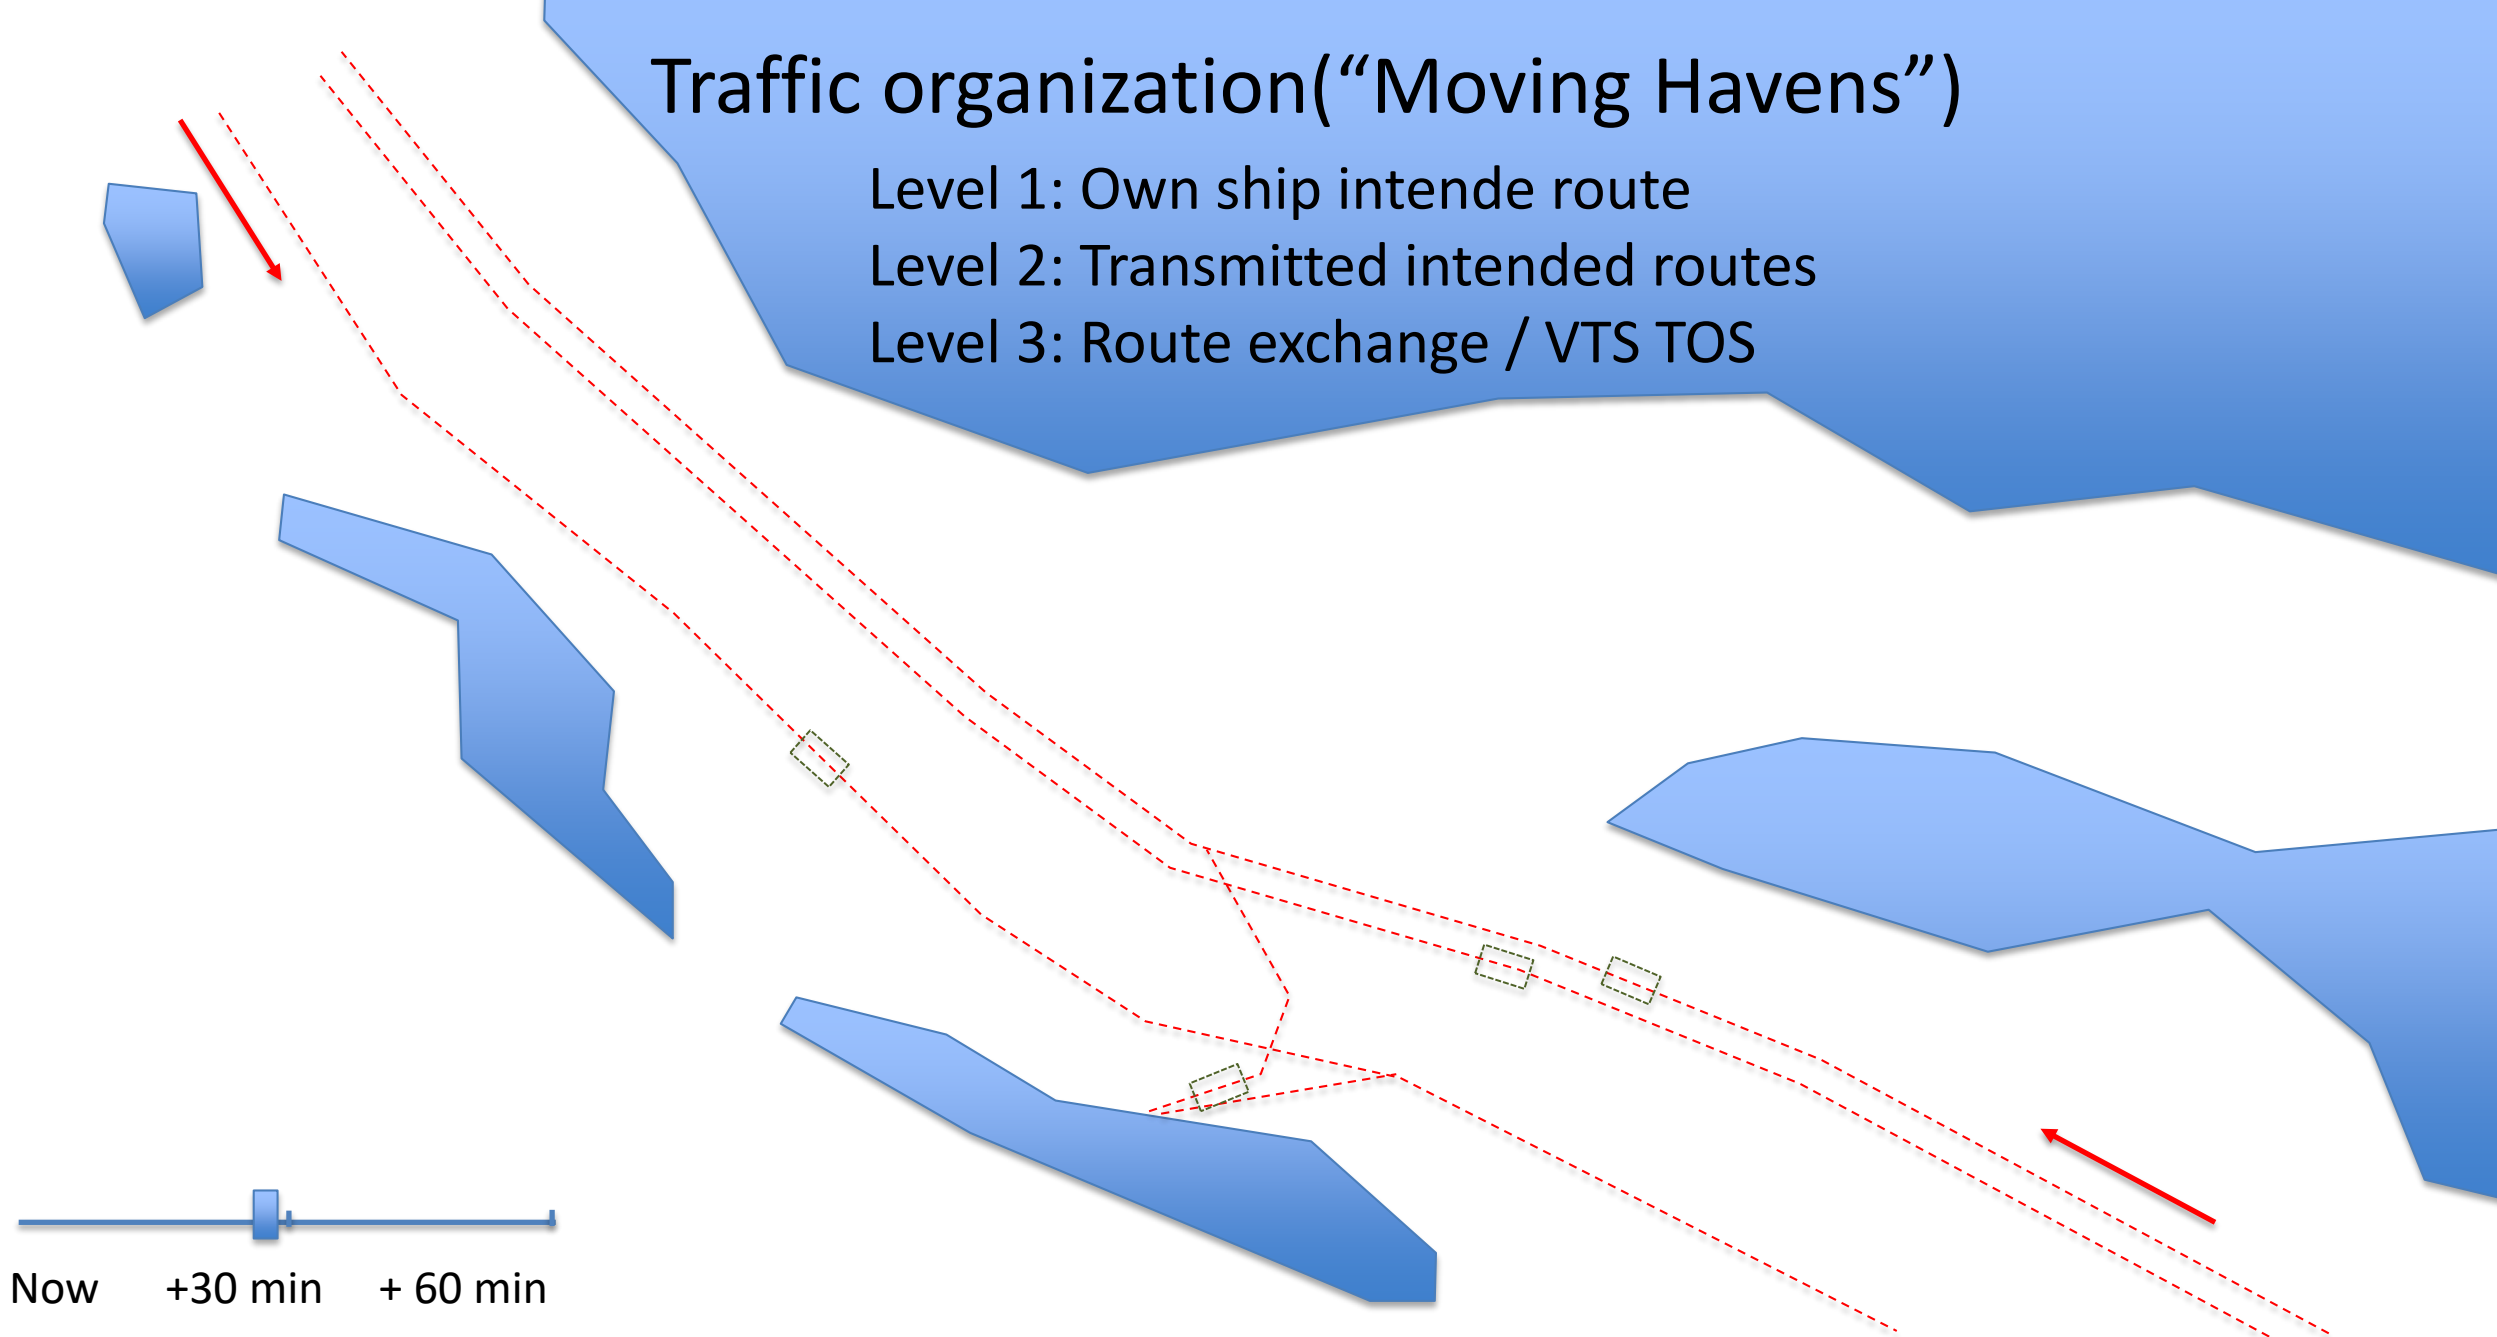 Traffic organization(“Moving Havens”)
Level 1: Own ship intende route
Level 2: Transmitted intended routes
Level 3: Route exchange / VTS TOS
Now +30 min + 60 min